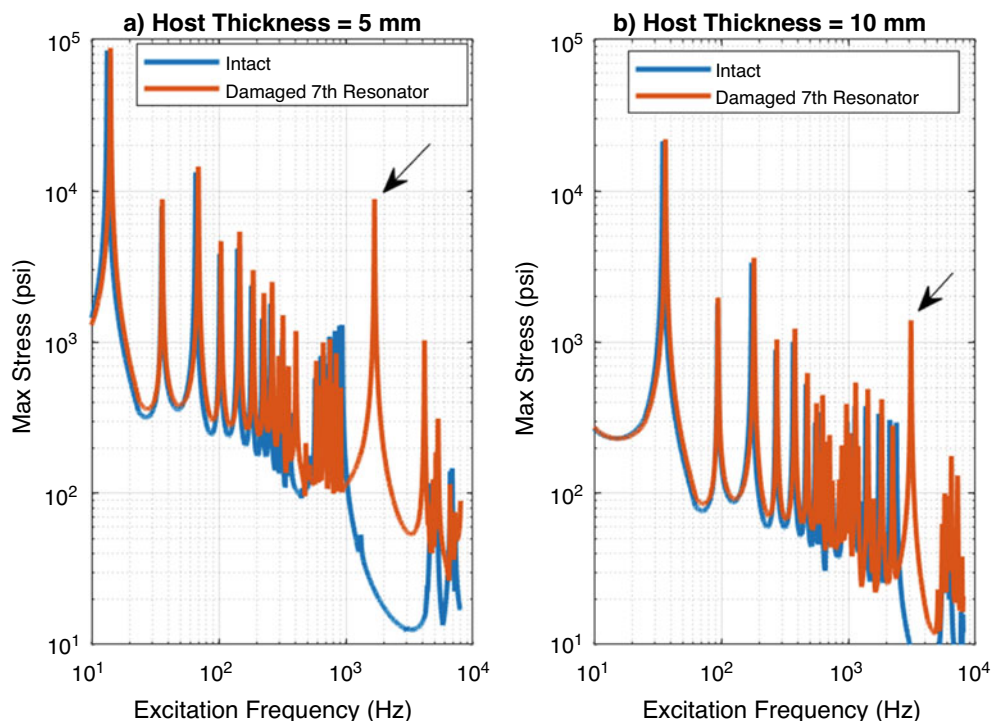 a) Host Thickness = 5 mm
10^5
10^4
10^3
10^2
10^1
Max Stress (psi)
Intact
Damaged 7th Resonator
10^1
10^2
10^3
10^4
Excitation Frequency (Hz)
b) Host Thickness = 10 mm
10^5
10^4
10^3
10^2
10^1
Max Stress (psi)
Intact
Damaged 7th Resonator
10^1
10^2
10^3
10^4
Excitation Frequency (Hz)